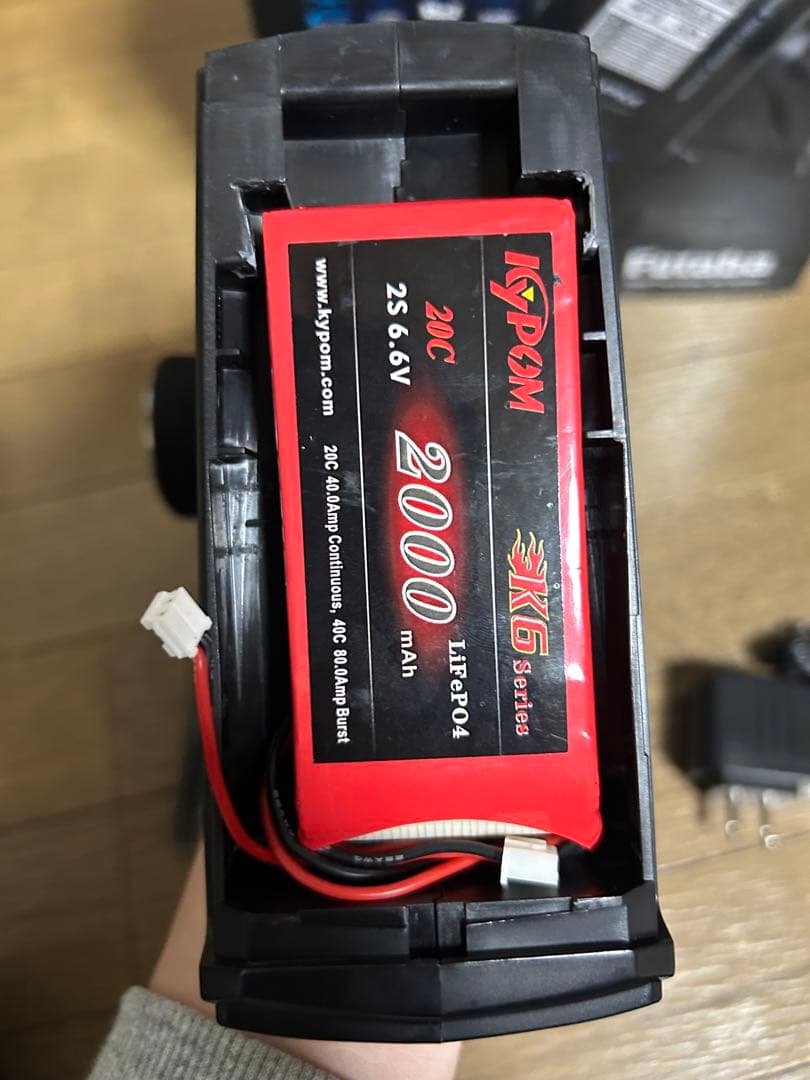 KYPOM
K6 Series
20C
2S 6.6V
2000 mAh
LiFePO4
www.kypom.com
20C 40.0Amp Continuous, 40C 80.0Amp Burst
Futaba